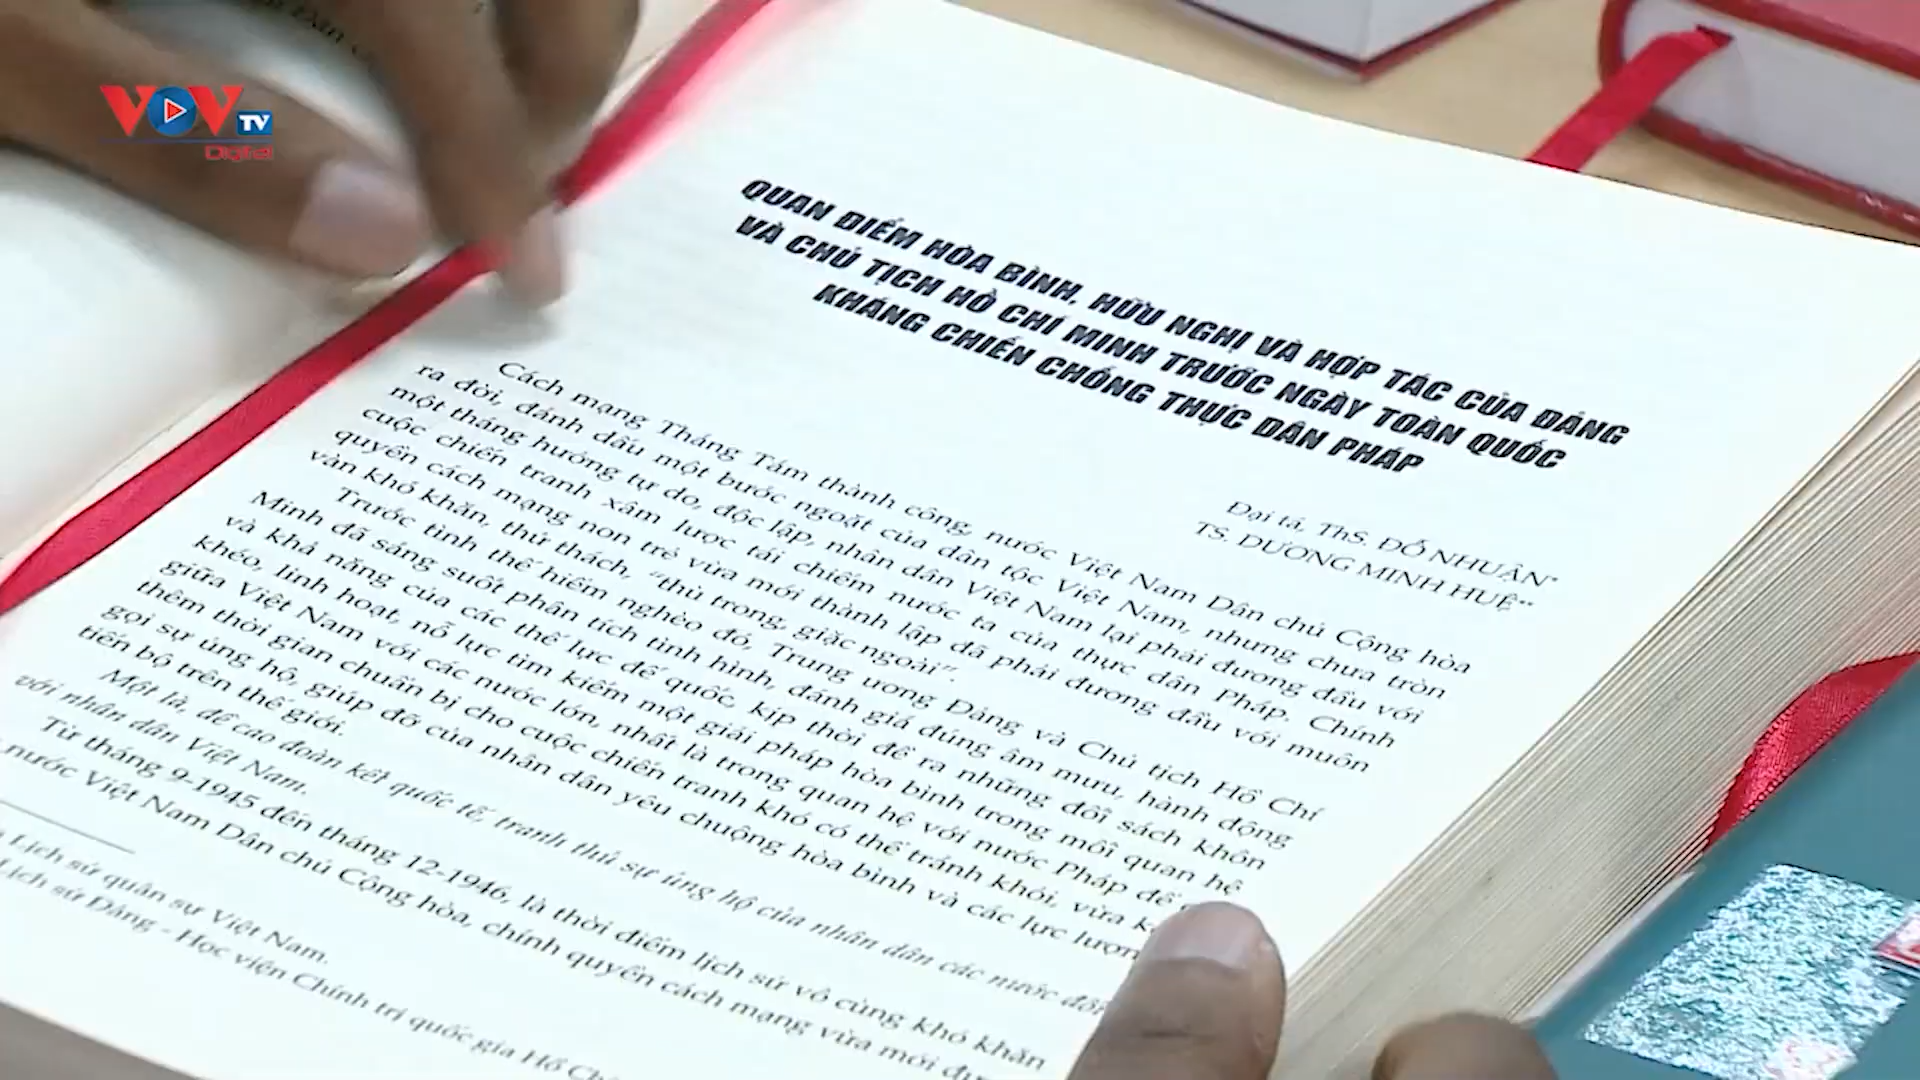 VOV TV
Digital
QUAN ĐIỂM HÒA BÌNH, HỮU NGHỊ VÀ HỢP TÁC CỦA ĐẢNG
VÀ CHỦ TỊCH HỒ CHÍ MINH TRƯỚC NGÀY TOÀN QUỐC
KHÁNG CHIẾN CHỐNG THỰC DÂN PHÁP
Đại tá, ThS. ĐỖ NHUẬN*
TS. DƯƠNG MINH HUỆ**
Cách mạng Tháng Tám thành công, nước Việt Nam Dân chủ Cộng hòa
ra đời, đánh dấu một bước ngoặt của dân tộc Việt Nam, nhưng chưa tròn
một tháng hưởng tự do, độc lập, nhân dân Việt Nam lại phải đương đầu với
cuộc chiến tranh xâm lược tái chiếm nước ta của thực dân Pháp. Chính
quyền cách mạng non trẻ vừa mới thành lập đã phải đương đầu với muôn
vàn khó khăn, thử thách, "thù trong, giặc ngoài".
Trước tình thế hiểm nghèo đó, Trung ương Đảng và Chủ tịch Hồ Chí
Minh đã sáng suốt phân tích tình hình, đánh giá đúng âm mưu, hành động
và khả năng của các thế lực đế quốc, kịp thời đề ra những đối sách khôn
khéo, linh hoạt, nỗ lực tìm kiếm một giải pháp hòa bình trong mối quan hệ
giữa Việt Nam với các nước lớn, nhất là trong quan hệ với nước Pháp để
thêm thời gian chuẩn bị cho cuộc chiến tranh khó có thể tránh khỏi, vừa
gọi sự ủng hộ, giúp đỡ của nhân dân yêu chuộng hòa bình và các lực lượn
tiến bộ trên thế giới.
Một là, đề cao đoàn kết quốc tế, tranh thủ sự ủng hộ của nhân dân các nước đối
với nhân dân Việt Nam.
Từ tháng 9-1945 đến tháng 12-1946, là thời điểm lịch sử vô cùng khó khăn
nước Việt Nam Dân chủ Cộng hòa, chính quyền cách mạng vừa mới
Lịch sử quân sự Việt Nam.
Lịch sử Đảng - Học viện Chính trị quốc gia Hồ